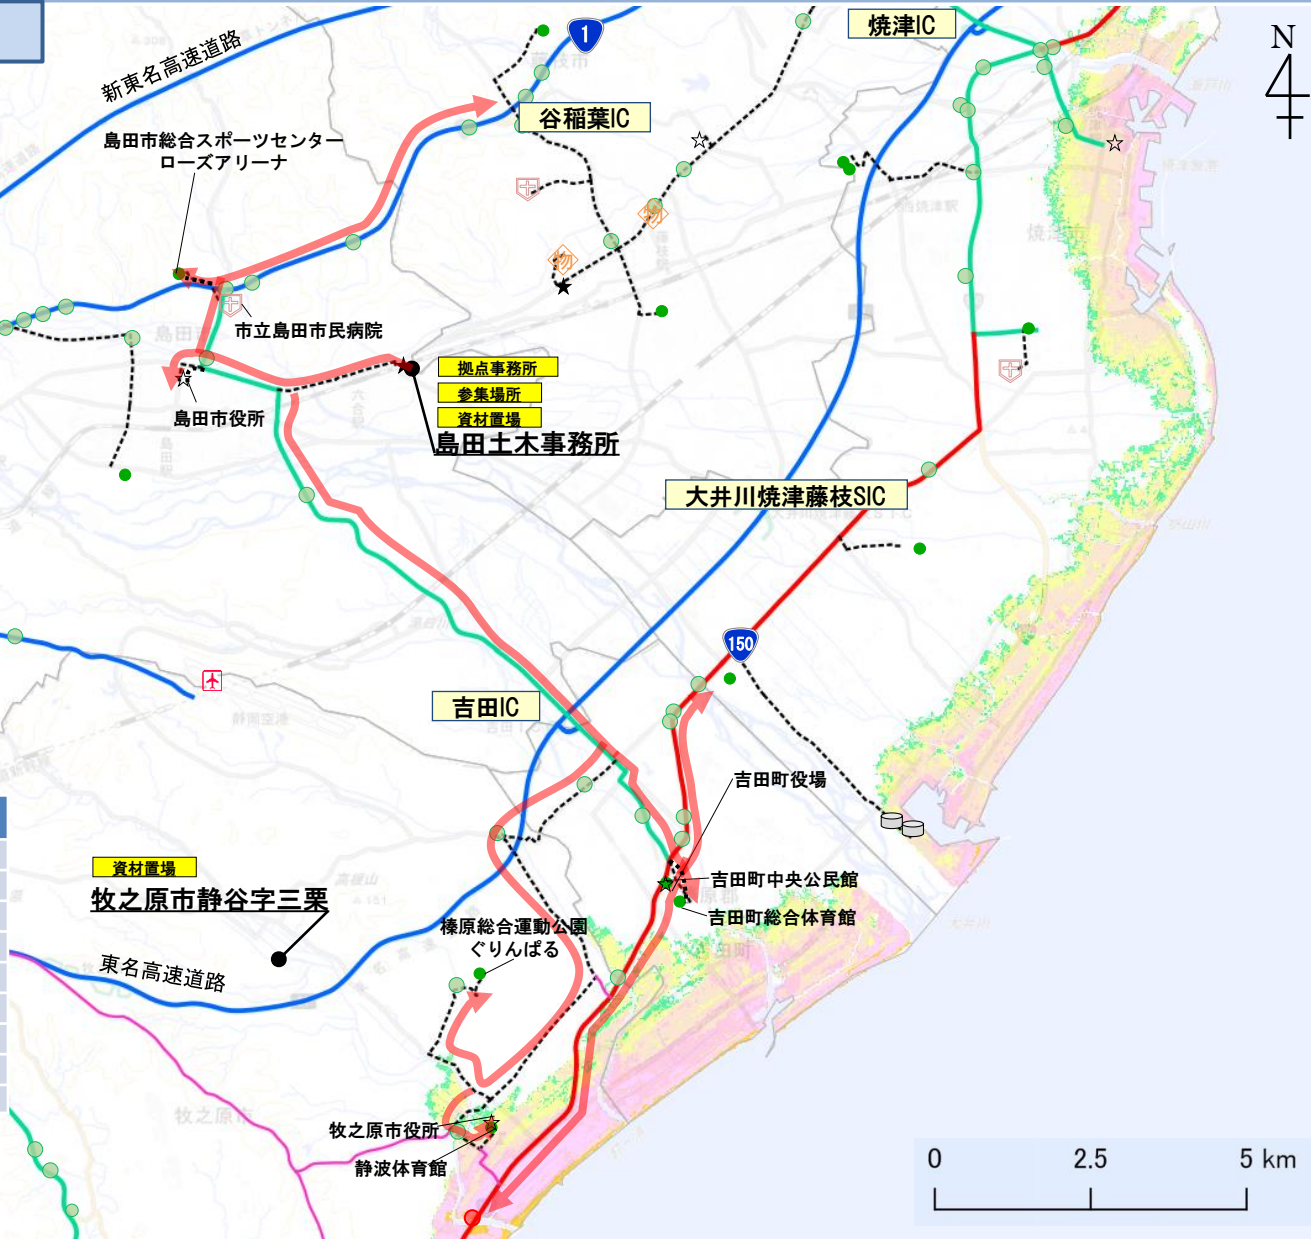 新東名高速道路
1
焼津IC
N
谷稲葉IC
島田市総合スポーツセンター
ローズアリーナ
物
物
市立島田市民病院
島田市役所
拠点事務所
参集場所
資材置場
島田土木事務所
大井川焼津藤枝SIC
150
吉田IC
吉田町役場
吉田町中央公民館
吉田町総合体育館
資材置場
牧之原市静谷字三栗
榛原総合運動公園
ぐりんぱる
東名高速道路
牧之原市
牧之原市役所
静波体育館
0 2.5 5 km